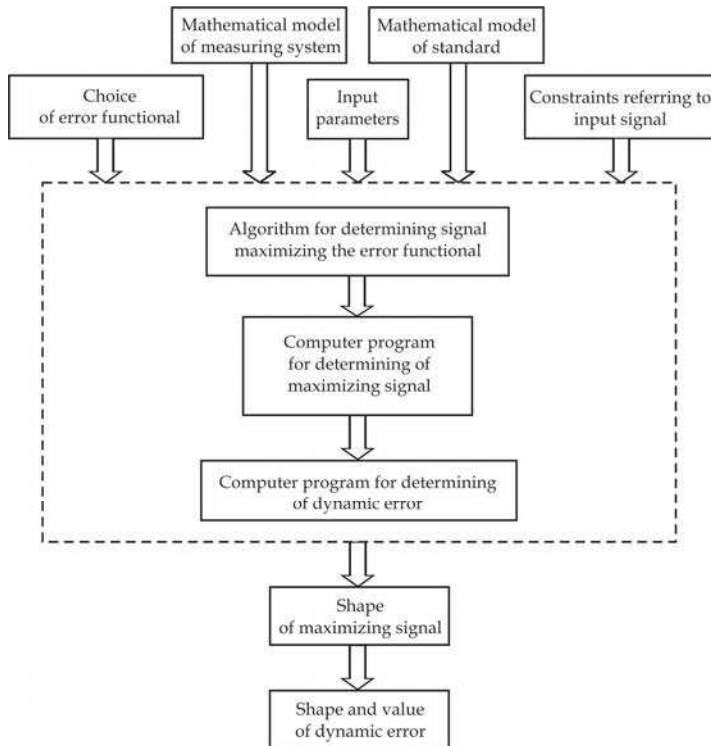 Mathematical model
of measuring system
Mathematical model
of standard
Choice
of error functional
Input
parameters
Constraints referring to
input signal
Algorithm for determining signal
maximizing the error functional
Computer program
for determining of
maximizing signal
Computer program for determining
of dynamic error
Shape
of maximizing signal
Shape and value
of dynamic error